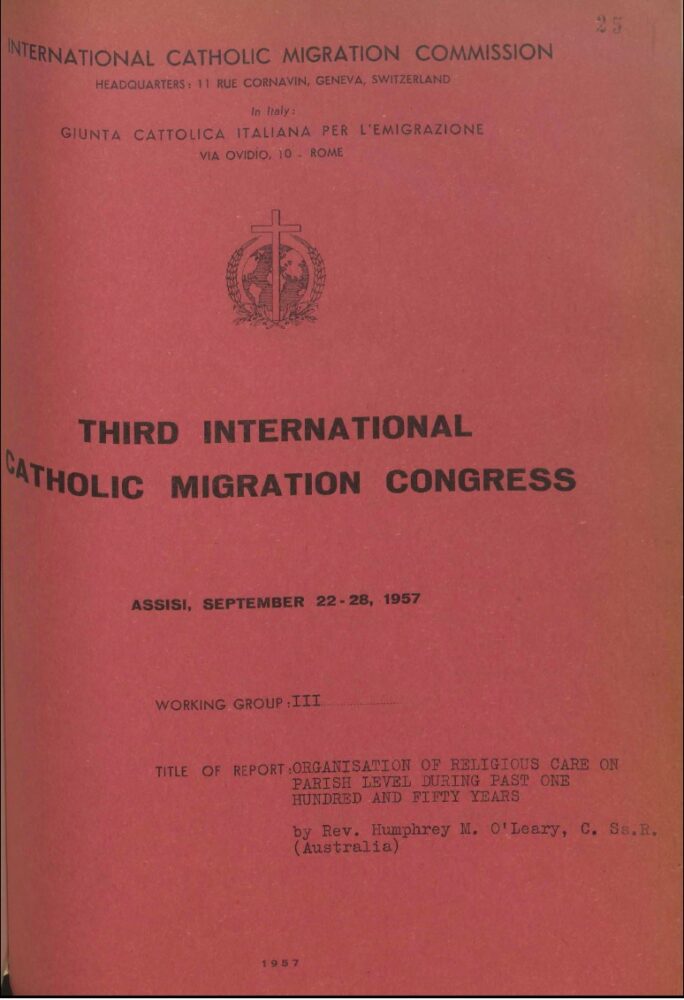 25
INTERNATIONAL CATHOLIC MIGRATION COMMISSION
HEADQUARTERS: 11 RUE CORNAVIN, GENEVA, SWITZERLAND
In Italy:
GIUNTA CATTOLICA ITALIANA PER L'EMIGRAZIONE
VIA OVIDIO, 10 - ROME
THIRD INTERNATIONAL
CATHOLIC MIGRATION CONGRESS
ASSISI, SEPTEMBER 22-28, 1957
WORKING GROUP: III
TITLE OF REPORT: ORGANISATION OF RELIGIOUS CARE ON
PARISH LEVEL DURING PAST ONE
HUNDRED AND FIFTY YEARS
by Rev. Humphrey M. O'Leary, C. Ss.R.
(Australia)
1957